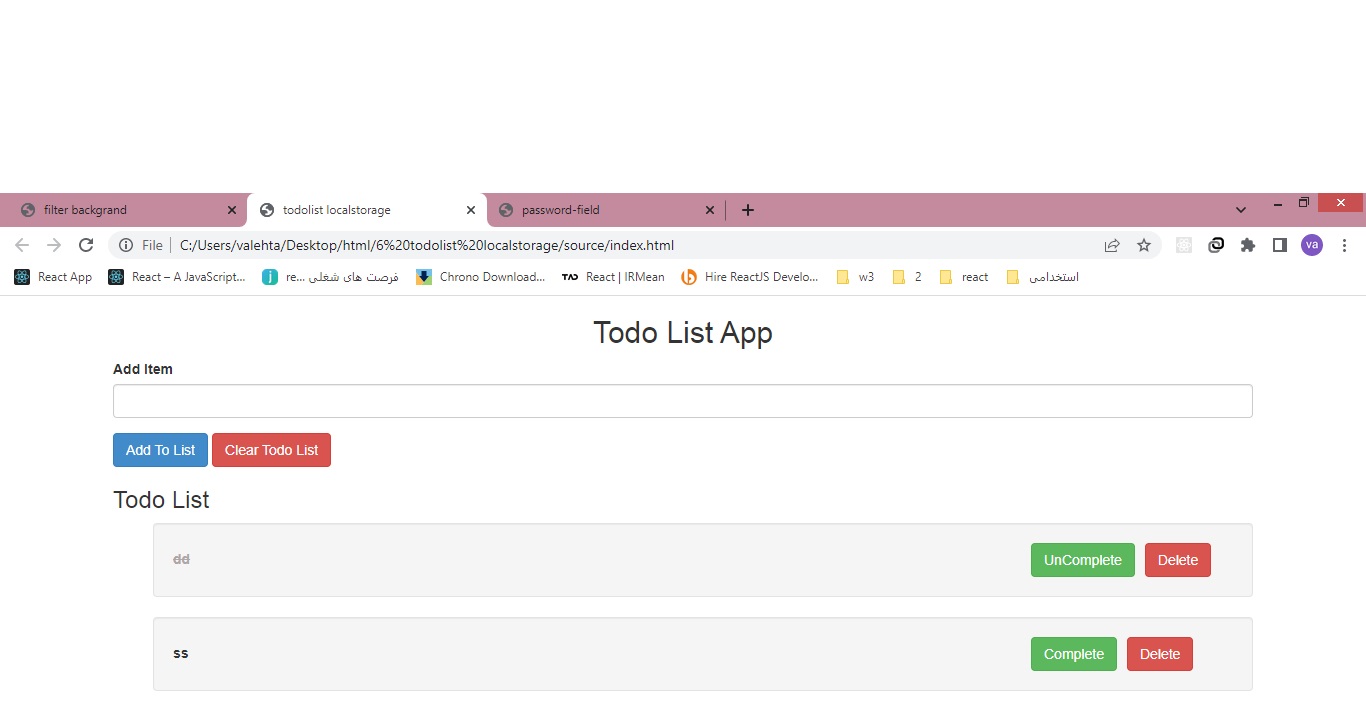 filter backgrand
todolist localstorage
password-field
File
C:/Users/valehta/Desktop/html/6%20todolist%20localstorage/source/index.html
va
React App
React – A JavaScript...
re... فرصت های شغلی
Chrono Download...
TAD React | IRMean
Hire ReactJS Develo...
w3
2
react
استخدامی
Todo List App
Add Item
Add To List
Clear Todo List
Todo List
dd
UnComplete
Delete
ss
Complete
Delete